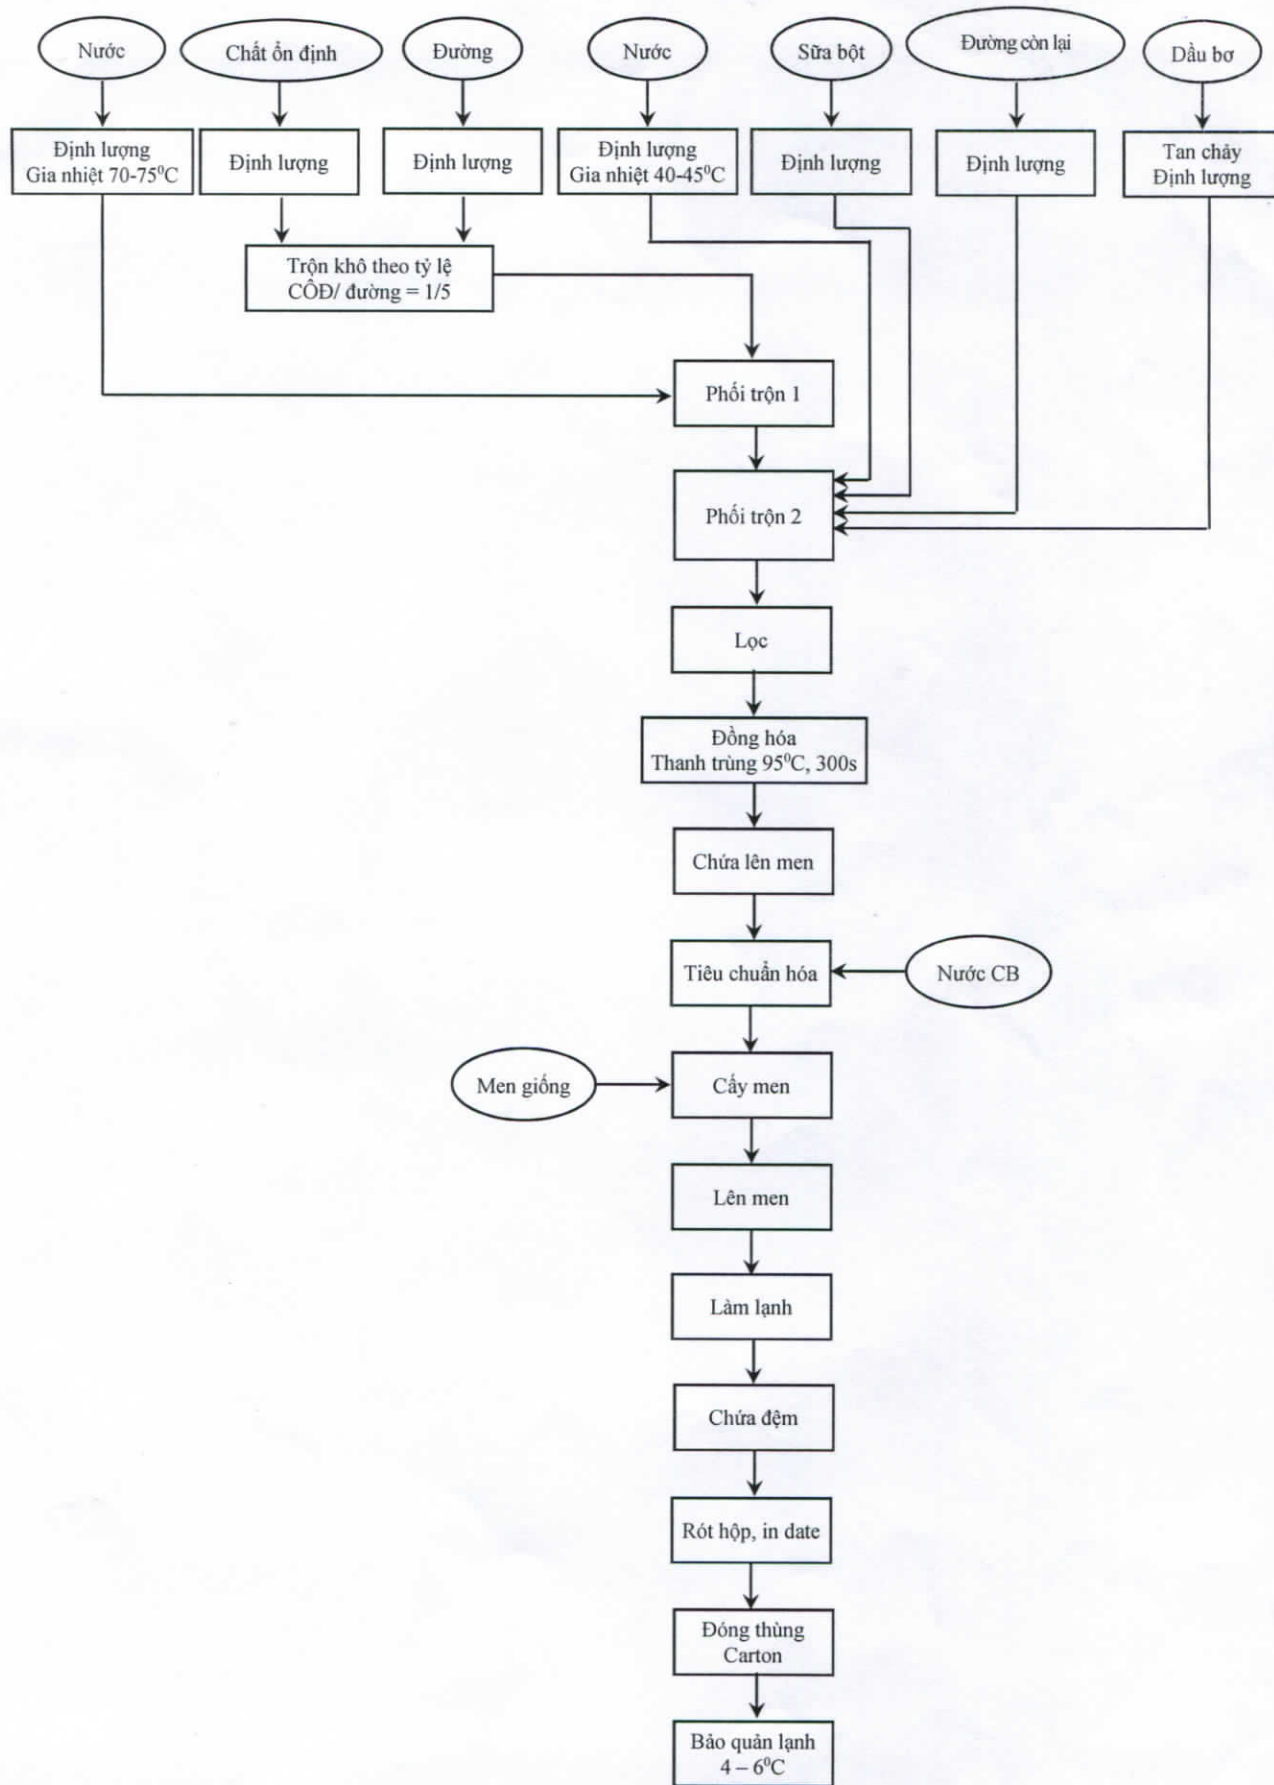 Nước
Chất ổn định
Đường
Nước
Sữa bột
Đường còn lại
Dầu bơ
Định lượng
Gia nhiệt 70-75⁰C
Định lượng
Định lượng
Định lượng
Gia nhiệt 40-45⁰C
Định lượng
Định lượng
Tan chảy
Định lượng
Trộn khô theo tỷ lệ
CÔĐ/ đường = 1/5
Phối trộn 1
Phối trộn 2
Lọc
Đồng hóa
Thanh trùng 95⁰C, 300s
Chứa lên men
Tiêu chuẩn hóa
Nước CB
Men giống
Cấy men
Lên men
Làm lạnh
Chứa đệm
Rót hộp, in date
Đóng thùng
Carton
Bảo quản lạnh
4 – 6⁰C